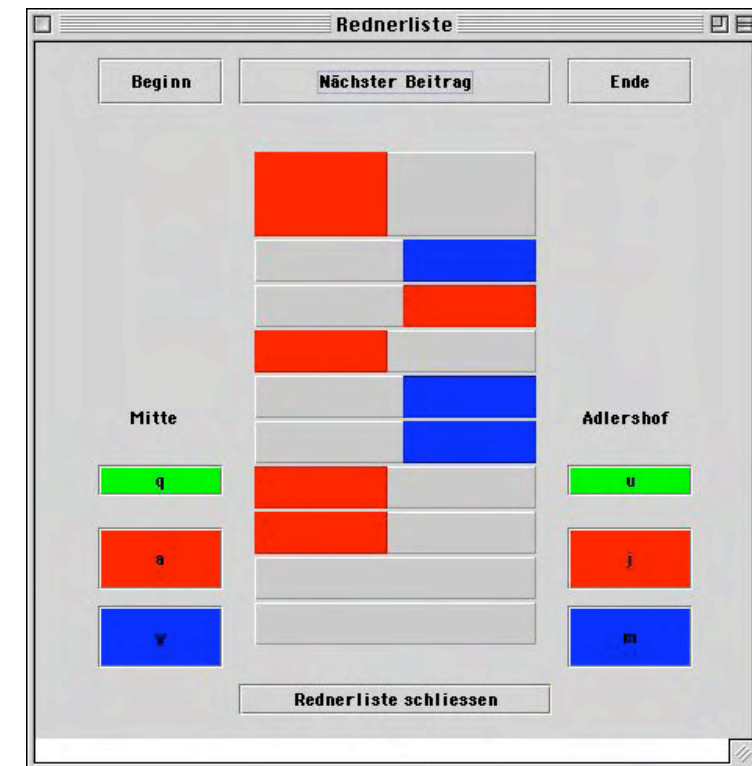 Rednerliste
Beginn
Nächster Beitrag
Ende
Mitte
Adlershof
q
u
a
j
y
m
Rednerliste schliessen